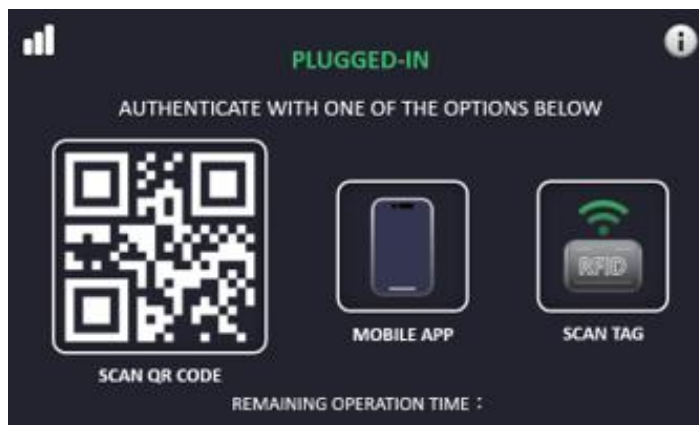 PLUGGED-IN
AUTHENTICATE WITH ONE OF THE OPTIONS BELOW
RFID
MOBILE APP
SCAN TAG
SCAN QR CODE
REMAINING OPERATION TIME :